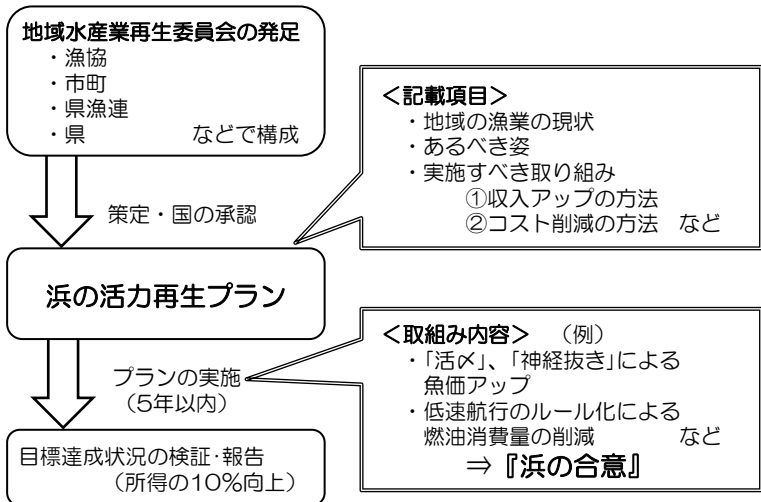 地域水産業再生委員会の発足
・漁協
・市町
・県漁連
・県 などで構成
策定・国の承認
<記載項目>
・地域の漁業の現状
・あるべき姿
・実施すべき取り組み
①収入アップの方法
②コスト削減の方法 など
浜の活力再生プラン
プランの実施
(5年以内)
<取組み内容> (例)
・「活〆」、「神経抜き」による
魚価アップ
・低速航行のルール化による
燃油消費量の削減 など
⇒『浜の合意』
目標達成状況の検証・報告
(所得の10%向上)